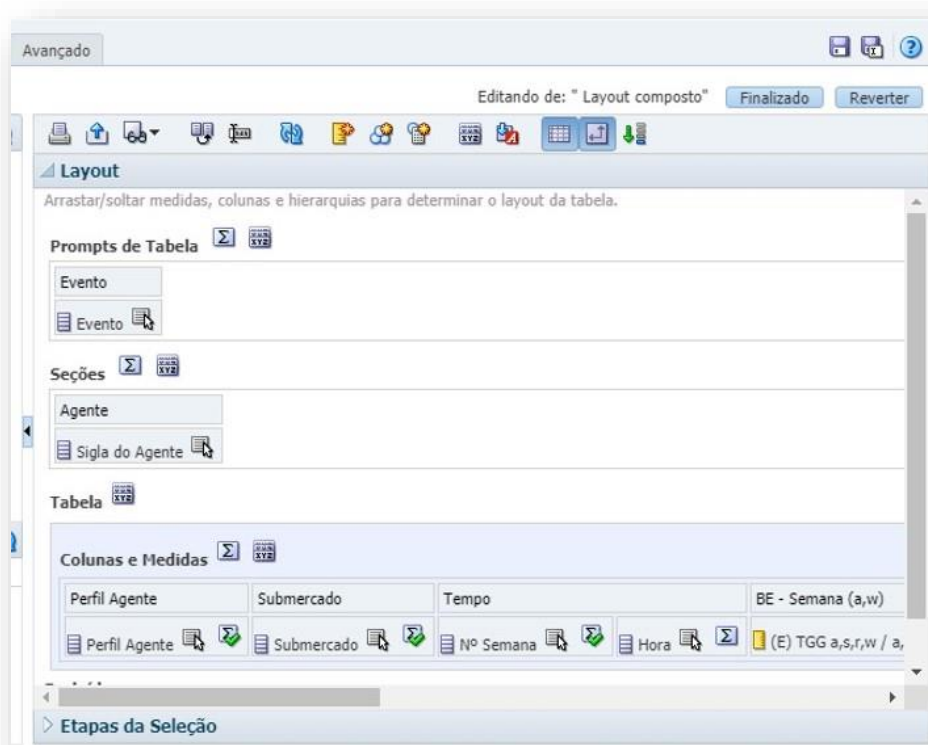 Avançado
Editando de: " Layout composto" Finalizado Reverter
Layout
Arrastar/soltar medidas, colunas e hierarquias para determinar o layout da tabela.
Prompts de Tabela
Evento
Evento
Seções
Agente
Sigla do Agente
Tabela
Colunas e Medidas
Perfil Agente Submercado Tempo BE - Semana (a,w)
Perfil Agente Submercado Nº Semana Hora (E) TGG a,s,r,w / a,
Etapas da Seleção